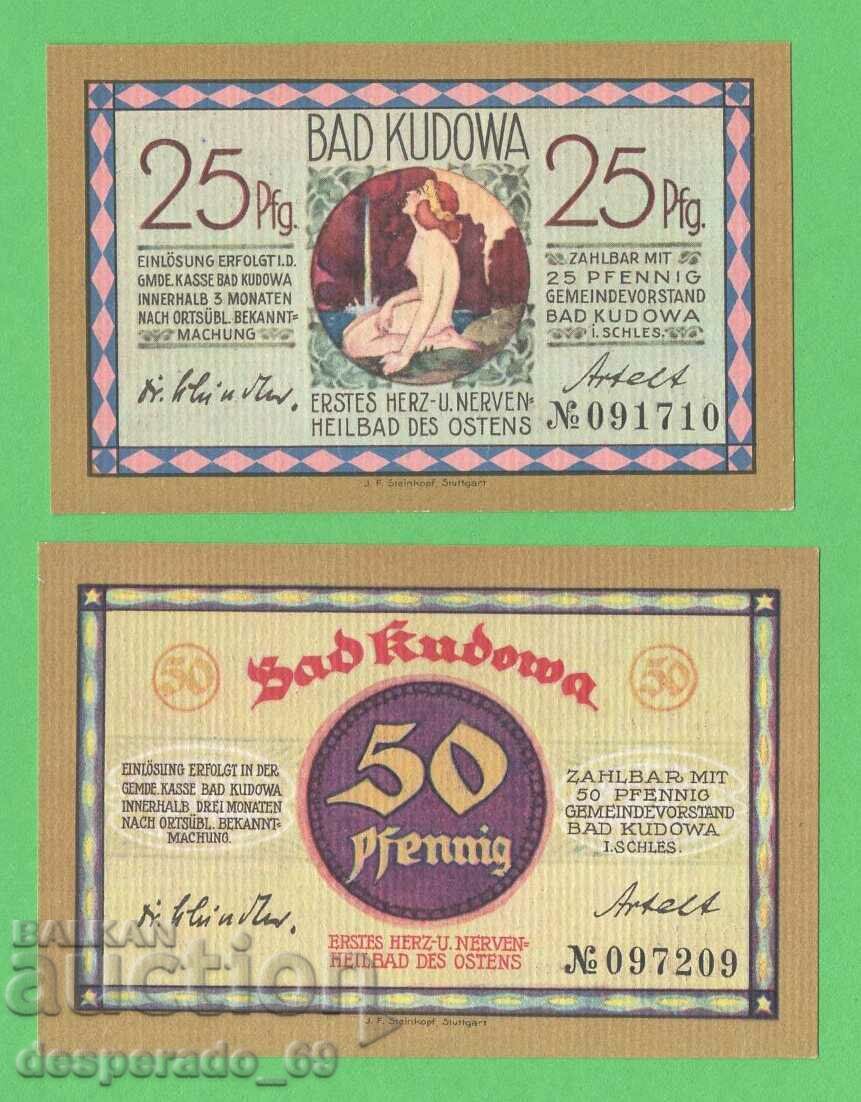 BAD KUDOWA
25 Pfg.
25 Pfg.
EINLÖSUNG ERFOLGT I.D.
GMDE. KASSE BAD KUDOWA
INNERHALB 3 MONATEN
NACH ORTSÜBL. BEKANNT=
MACHUNG
ZAHLBAR MIT
25 PFENNIG
GEMEINDEVORSTAND
BAD KUDOWA
i. SCHLES.
Dr. Schindler.
ERSTES HERZ-U. NERVEN=
HEILBAD DES OSTENS
Artelt
№ 091710
J. F. Steinkopf, Stuttgart
50
Bad Kudowa
50
50
Pfennig
EINLÖSUNG ERFOLGT IN DER
GEMDE. KASSE BAD KUDOWA
INNERHALB DREI MONATEN
NACH ORTSÜBL. BEKANNT=
MACHUNG.
ZAHLBAR MIT
50 PFENNIG
GEMEINDEVORSTAND
BAD KUDOWA
I. SCHLES.
Dr. Schindler.
ERSTES HERZ-U. NERVEN=
HEILBAD DES OSTENS
Artelt
№ 097209
J. F. Steinkopf, Stuttgart
BALKAN
auction
desperado_69